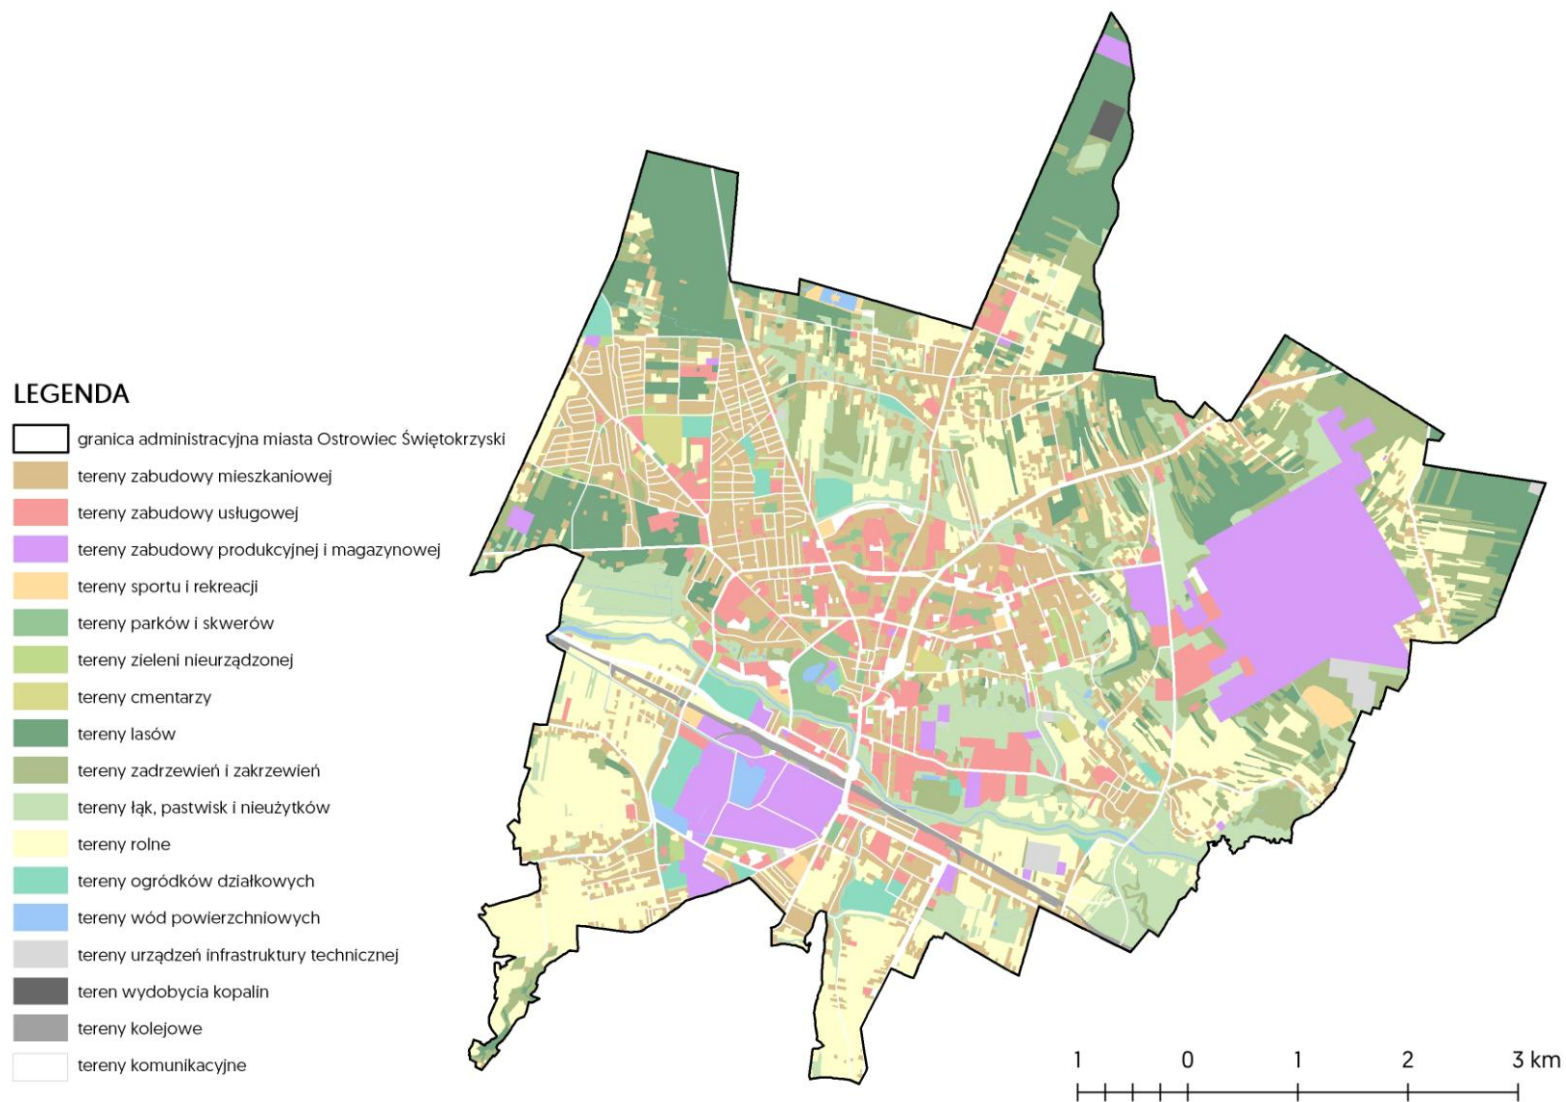 LEGENDA
granica administracyjna miasta Ostrowiec Świętokrzyski
tereny zabudowy mieszkaniowej
tereny zabudowy usługowej
tereny zabudowy produkcyjnej i magazynowej
tereny sportu i rekreacji
tereny parków i skwerów
tereny zieleni nieurządzonej
tereny cmentarzy
tereny lasów
tereny zadrzewień i zakrzewień
tereny łąk, pastwisk i nieużytków
tereny rolne
tereny ogródków działkowych
tereny wód powierzchniowych
tereny urządzeń infrastruktury technicznej
teren wydobycia kopalin
tereny kolejowe
tereny komunikacyjne
1 0 1 2 3 km